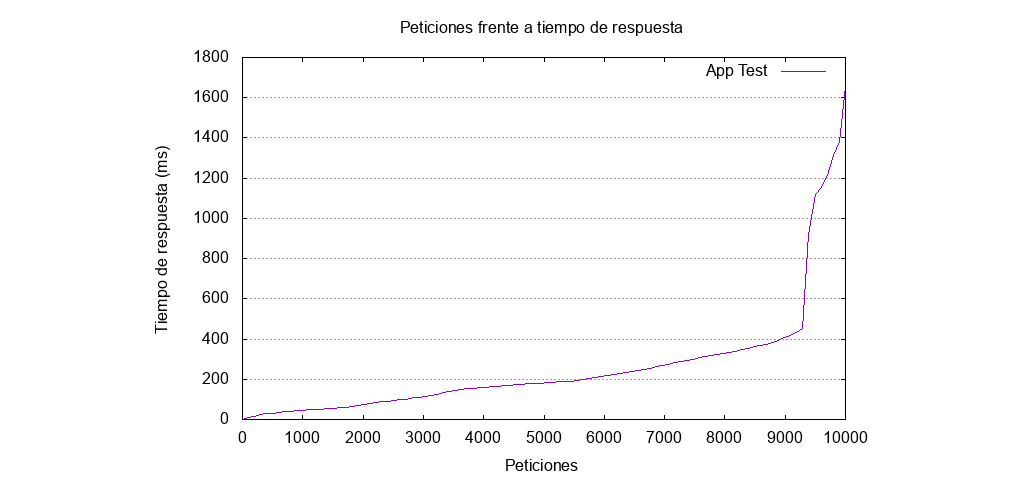 Peticiones frente a tiempo de respuesta
App Test
Tiempo de respuesta (ms)
1800
1600
1400
1200
1000
800
600
400
200
0
0 1000 2000 3000 4000 5000 6000 7000 8000 9000 10000
Peticiones